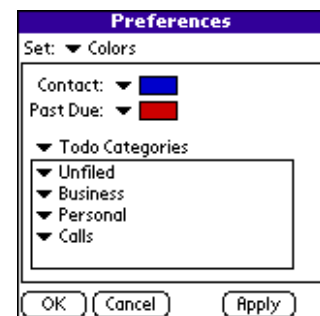 Preferences
Set: Colors
Contact:
Past Due:
Todo Categories
Unfiled
Business
Personal
Calls
OK Cancel Apply